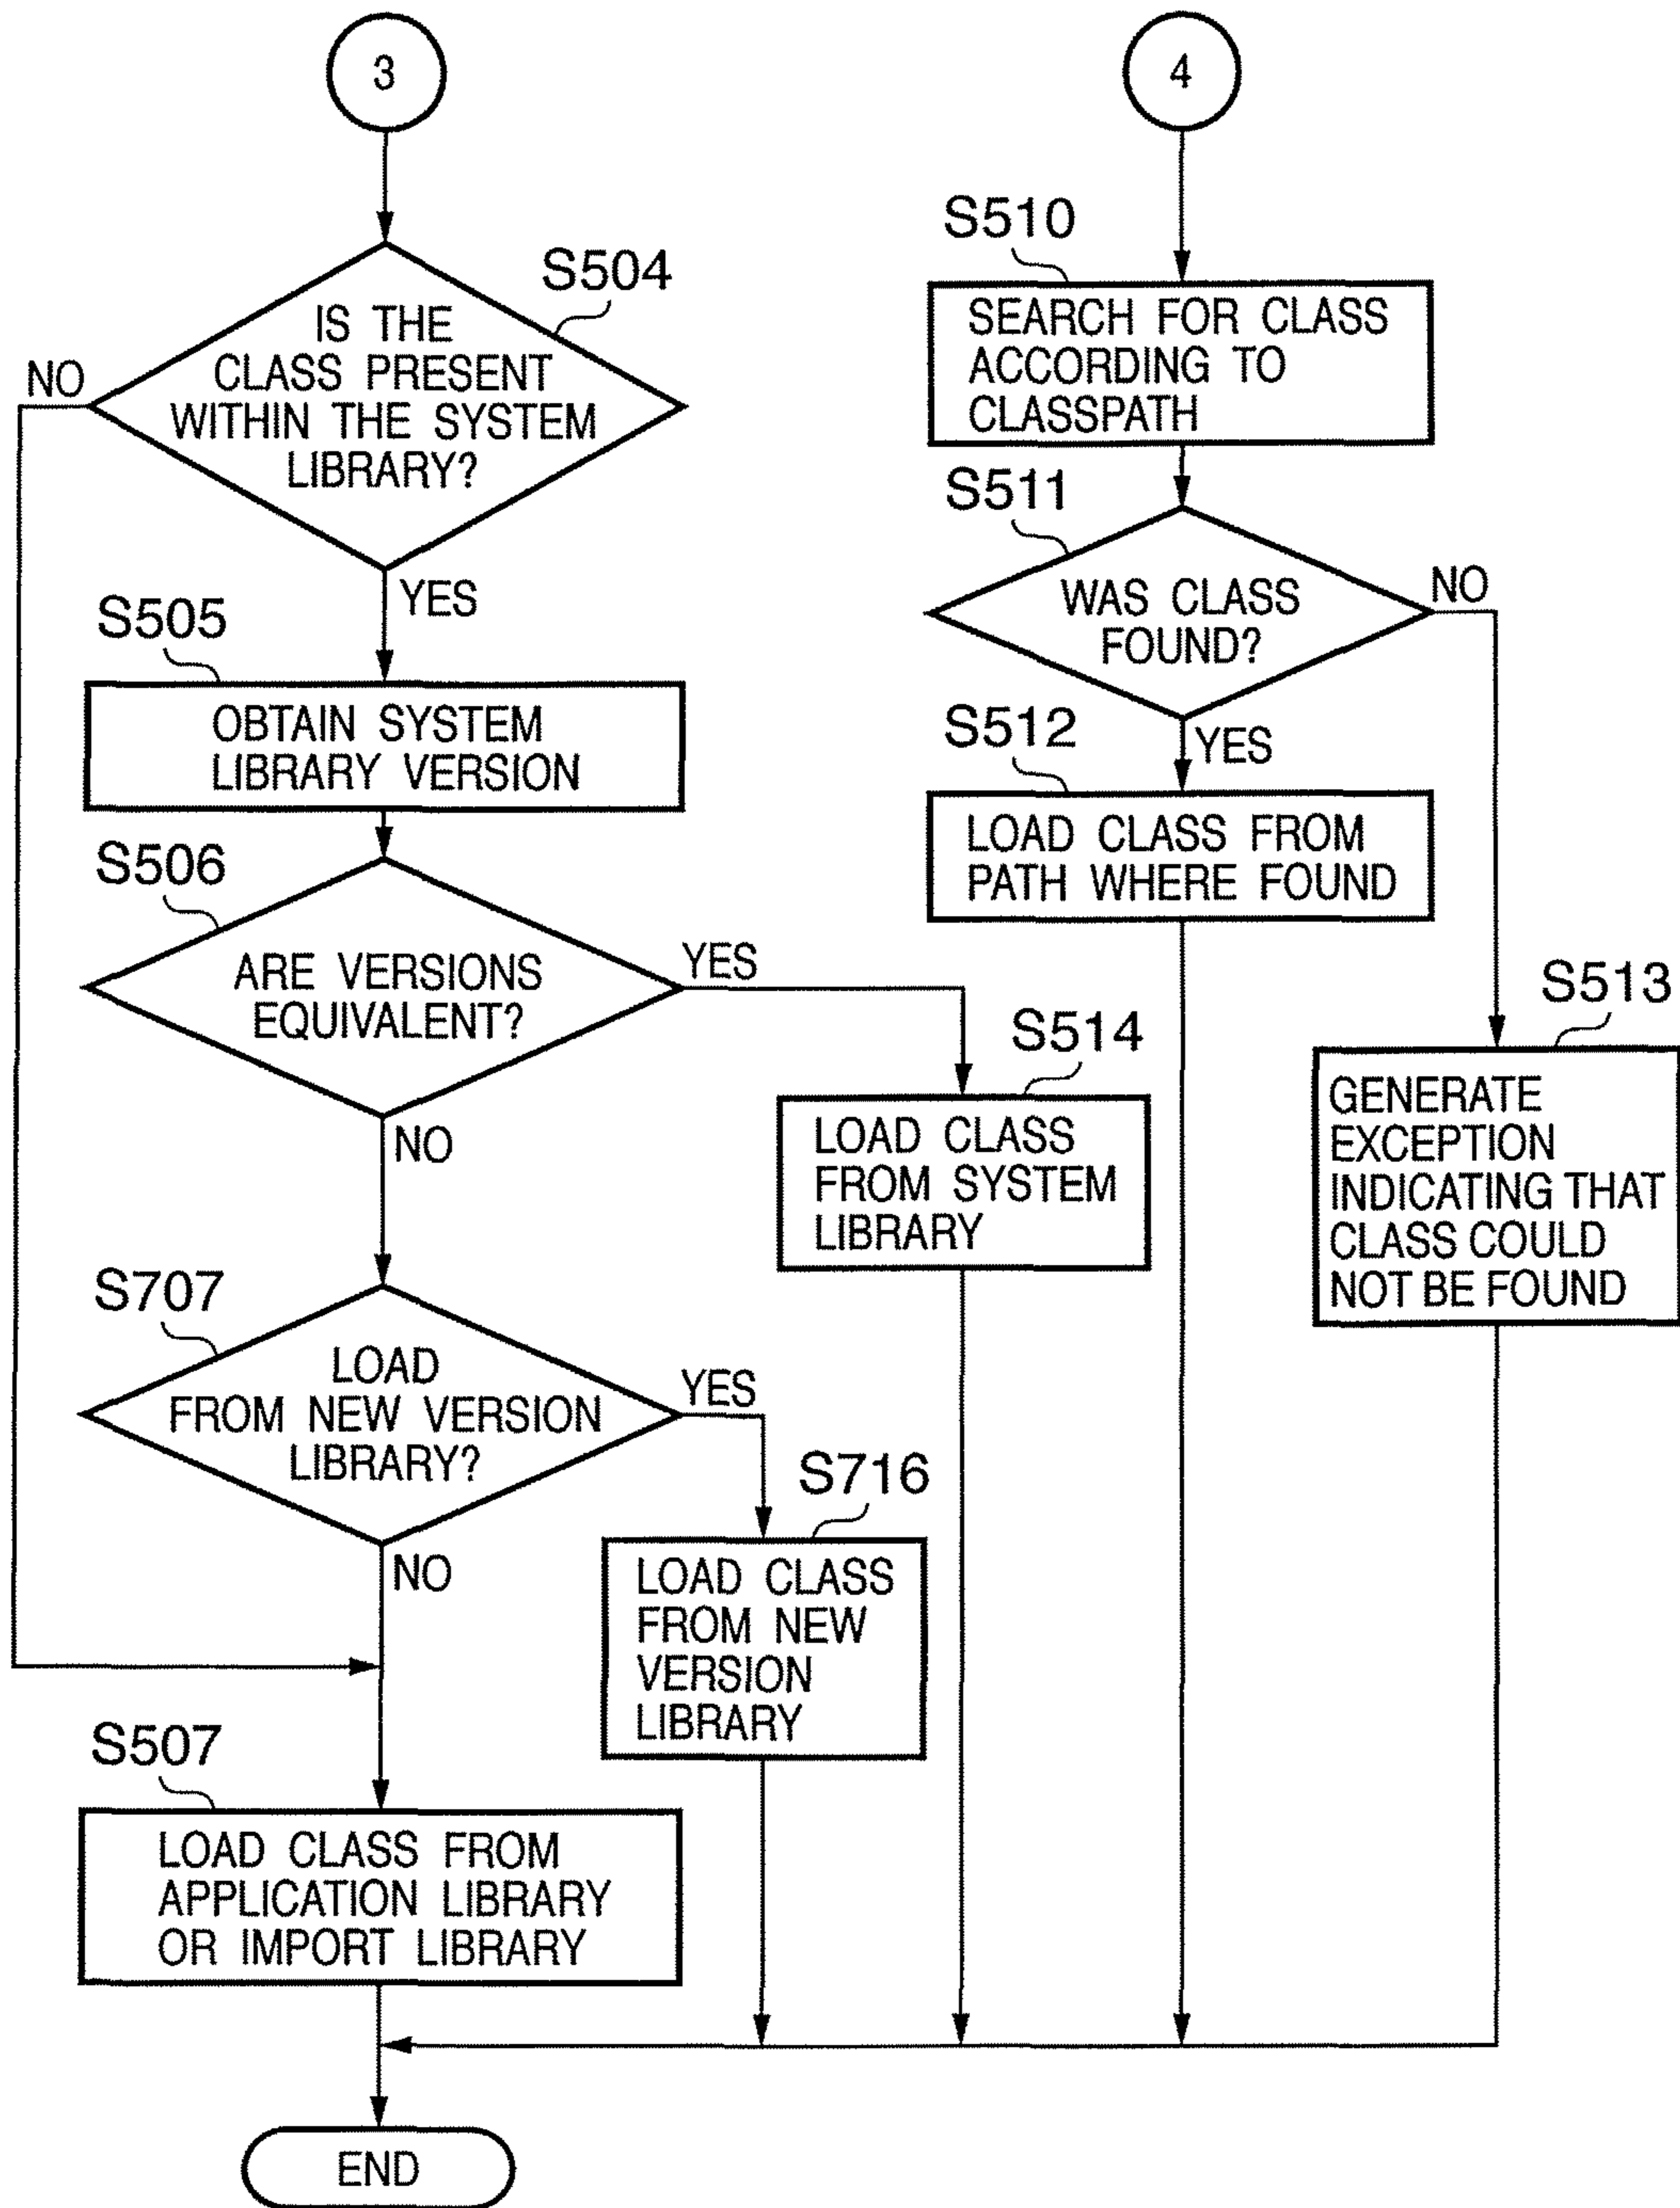 3
S504
IS THE
CLASS PRESENT
WITHIN THE SYSTEM
LIBRARY?
NO
YES
S505
OBTAIN SYSTEM
LIBRARY VERSION
S506
ARE VERSIONS
EQUIVALENT?
YES
NO
S514
LOAD CLASS
FROM SYSTEM
LIBRARY
S707
LOAD
FROM NEW VERSION
LIBRARY?
YES
NO
S716
LOAD CLASS
FROM NEW
VERSION
LIBRARY
S507
LOAD CLASS FROM
APPLICATION LIBRARY
OR IMPORT LIBRARY
4
S510
SEARCH FOR CLASS
ACCORDING TO
CLASSPATH
S511
WAS CLASS
FOUND?
NO
YES
S512
LOAD CLASS FROM
PATH WHERE FOUND
S513
GENERATE
EXCEPTION
INDICATING THAT
CLASS COULD
NOT BE FOUND
END